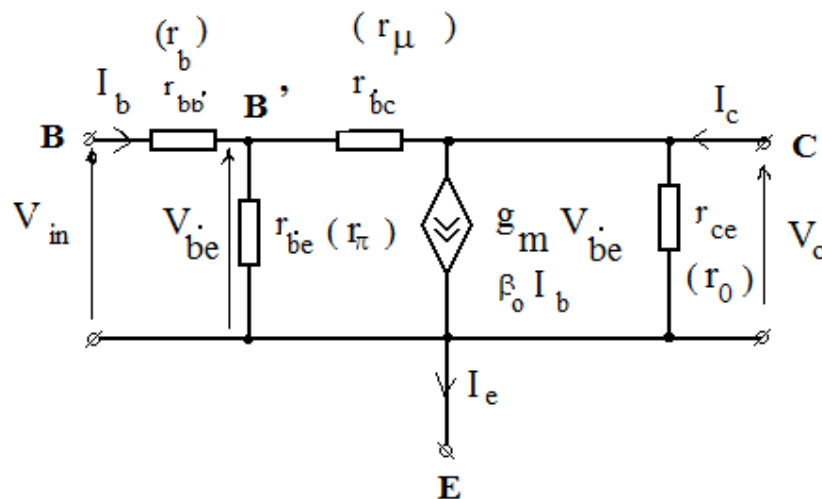 (r_b)
(r_μ)
I_b
r_bb'
B'
r_b'c
I_c
B
C
V_in
V_b'e
r_b'e (r_π)
g_m V_b'e
β_o I_b
r_ce
(r_0)
V_c
I_e
E